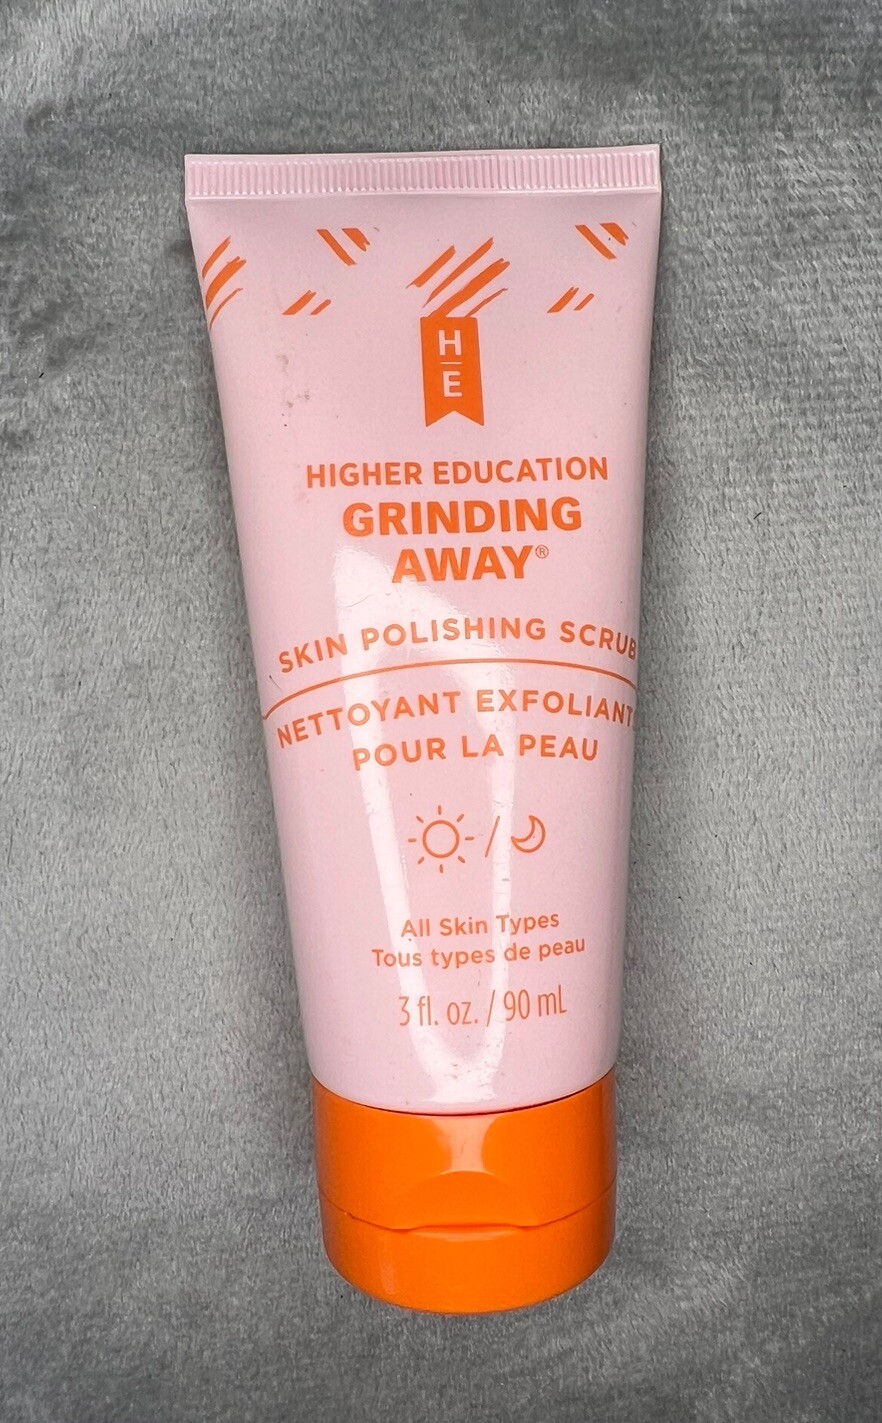 H
E
HIGHER EDUCATION
GRINDING
AWAY®
SKIN POLISHING SCRUB
NETTOYANT EXFOLIANT
POUR LA PEAU
All Skin Types
Tous types de peau
3 fl. oz. / 90 mL